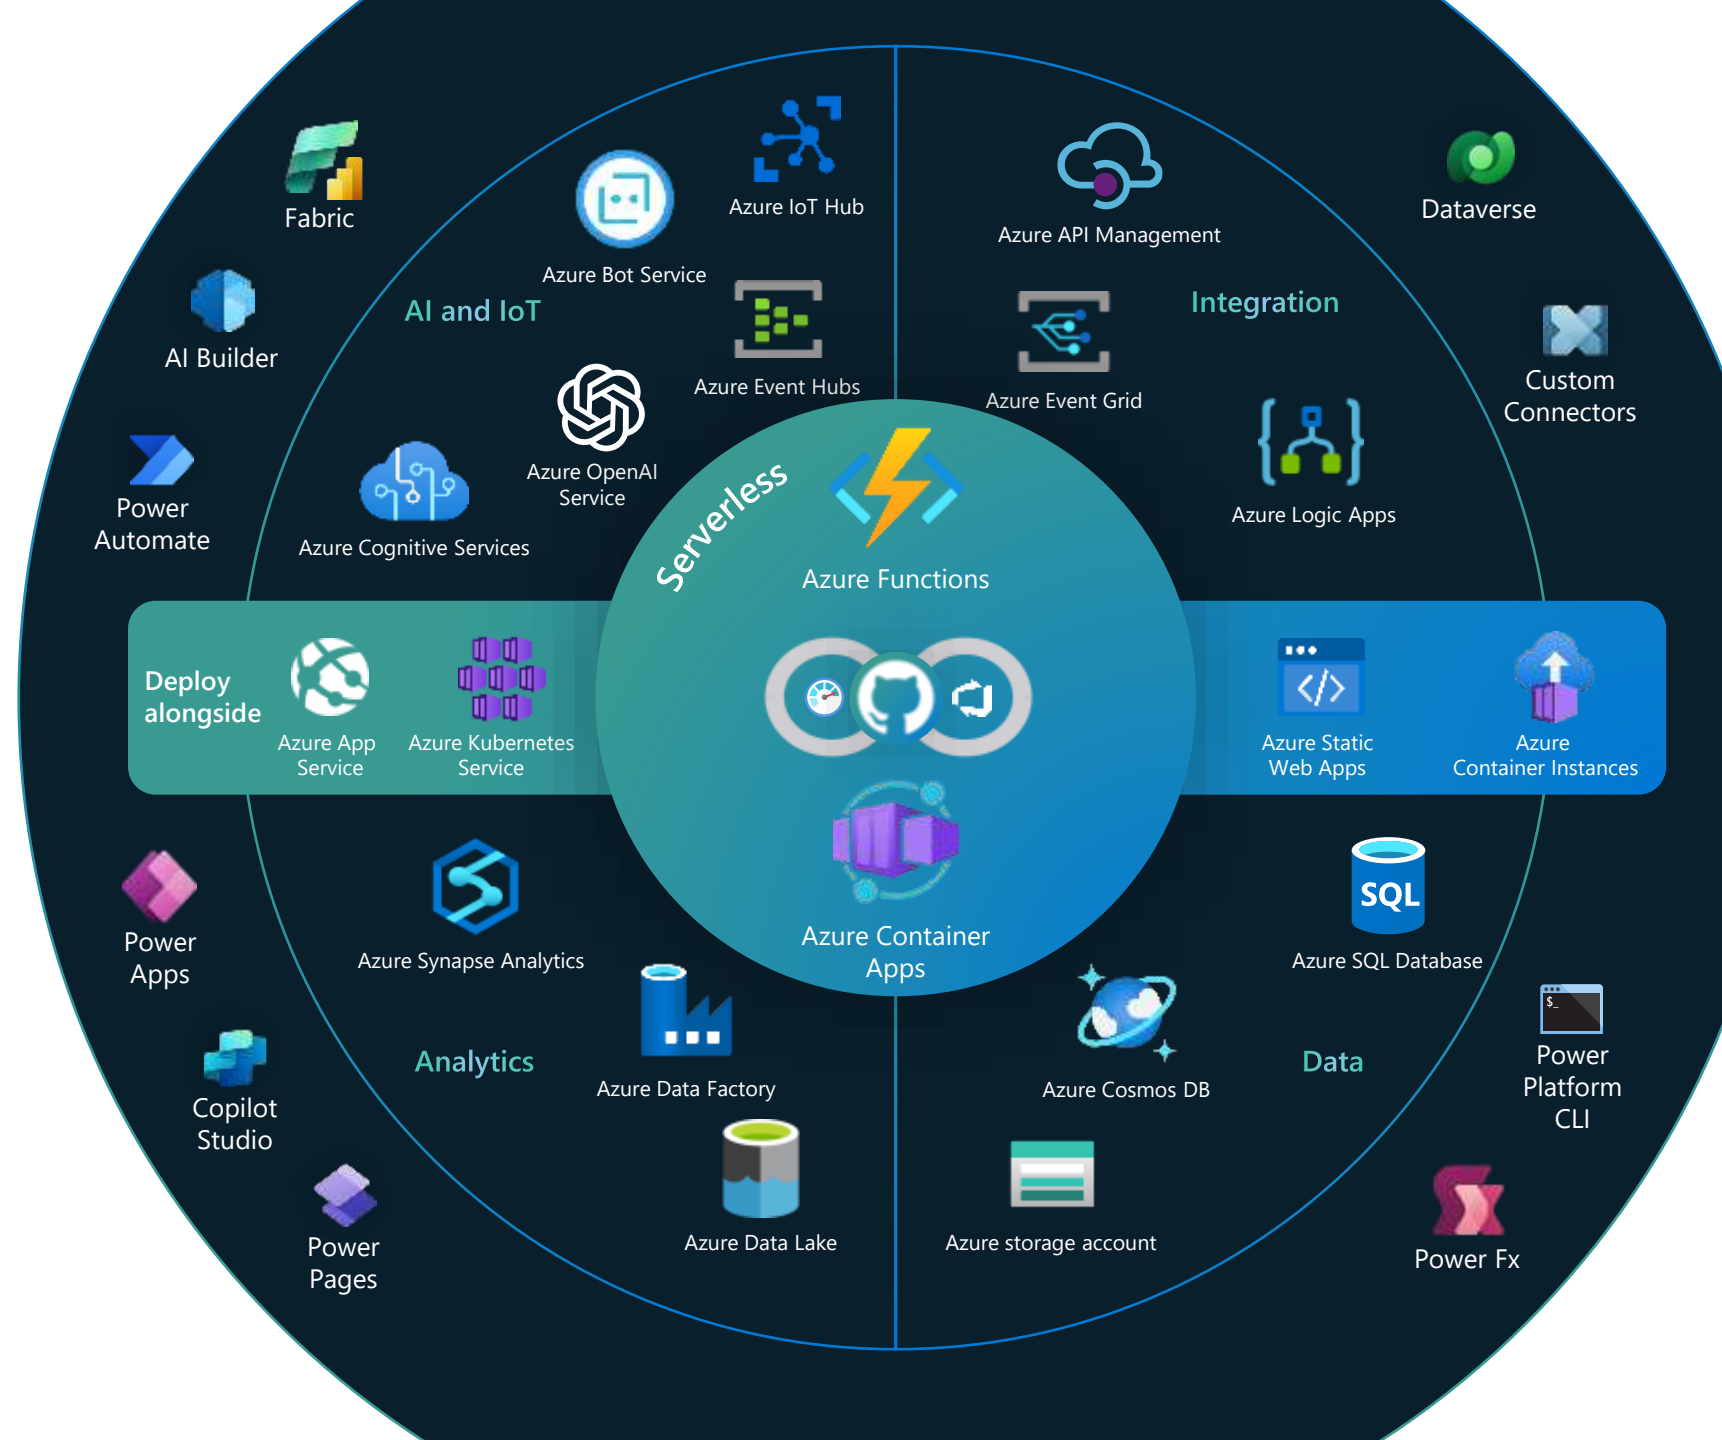 Fabric
AI Builder
Power
Automate
Azure IoT Hub
Azure Bot Service
AI and IoT
Azure Event Hubs
Azure OpenAI
Service
Azure Cognitive Services
Azure API Management
Integration
Azure Event Grid
Azure Logic Apps
Dataverse
Custom
Connectors
Serverless
Azure Functions
Deploy
alongside
Azure App
Service
Azure Kubernetes
Service
Azure Static
Web Apps
Azure
Container Instances
Azure Container
Apps
Power
Apps
Copilot
Studio
Power
Pages
Azure Synapse Analytics
Analytics
Azure Data Factory
Azure Data Lake
SQL
Azure SQL Database
Data
Azure Cosmos DB
Azure storage account
$_
Power
Platform
CLI
Power Fx